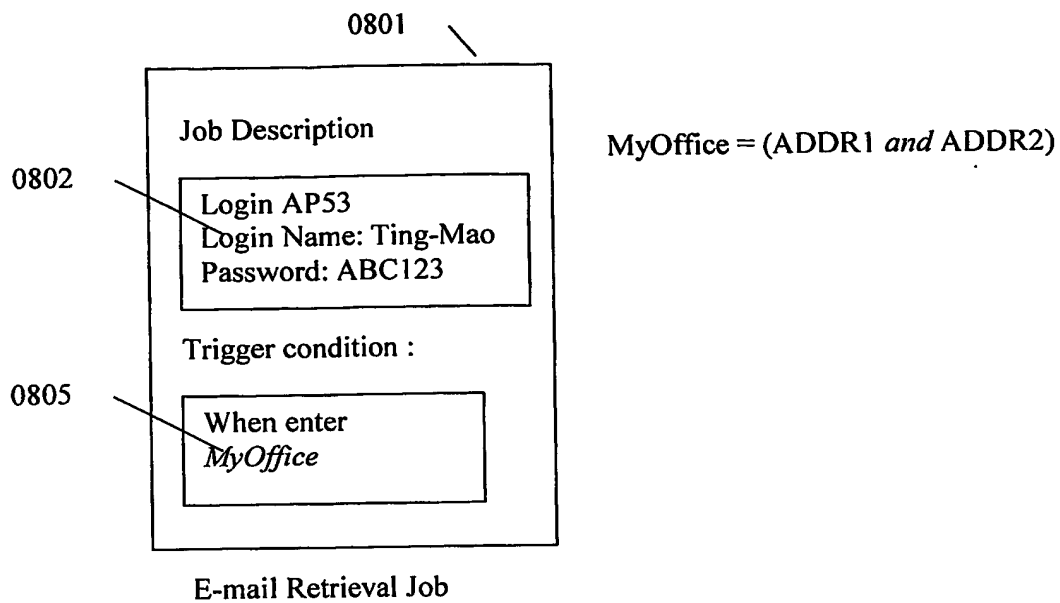 0801
Job Description
MyOffice = (ADDR1 and ADDR2)
0802
Login AP53
Login Name: Ting-Mao
Password: ABC123
Trigger condition :
0805
When enter
MyOffice
E-mail Retrieval Job